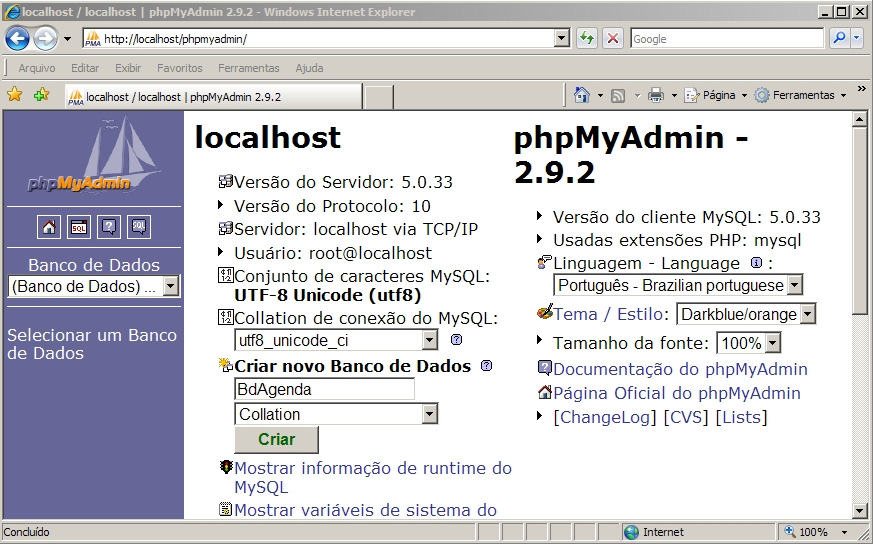 localhost / localhost | phpMyAdmin 2.9.2 - Windows Internet Explorer
PMA http://localhost/phpmyadmin/
Google
Arquivo Editar Exibir Favoritos Ferramentas Ajuda
PMA localhost / localhost | phpMyAdmin 2.9.2
Página Ferramentas »
phpMyAdmin
SQL
SQL
Banco de Dados
(Banco de Dados) ...
Selecionar um Banco
de Dados
localhost
Versão do Servidor: 5.0.33
Versão do Protocolo: 10
Servidor: localhost via TCP/IP
Usuário: root@localhost
Conjunto de caracteres MySQL:
UTF-8 Unicode (utf8)
Collation de conexão do MySQL:
utf8_unicode_ci
Criar novo Banco de Dados
BdAgenda
Collation
Criar
Mostrar informação de runtime do
MySQL
Mostrar variáveis de sistema do
phpMyAdmin -
2.9.2
Versão do cliente MySQL: 5.0.33
Usadas extensões PHP: mysql
Linguagem - Language :
Português - Brazilian portuguese
Tema / Estilo: Darkblue/orange
Tamanho da fonte: 100%
Documentação do phpMyAdmin
Página Oficial do phpMyAdmin
[ChangeLog] [CVS] [Lists]
Concluído
Internet
100%